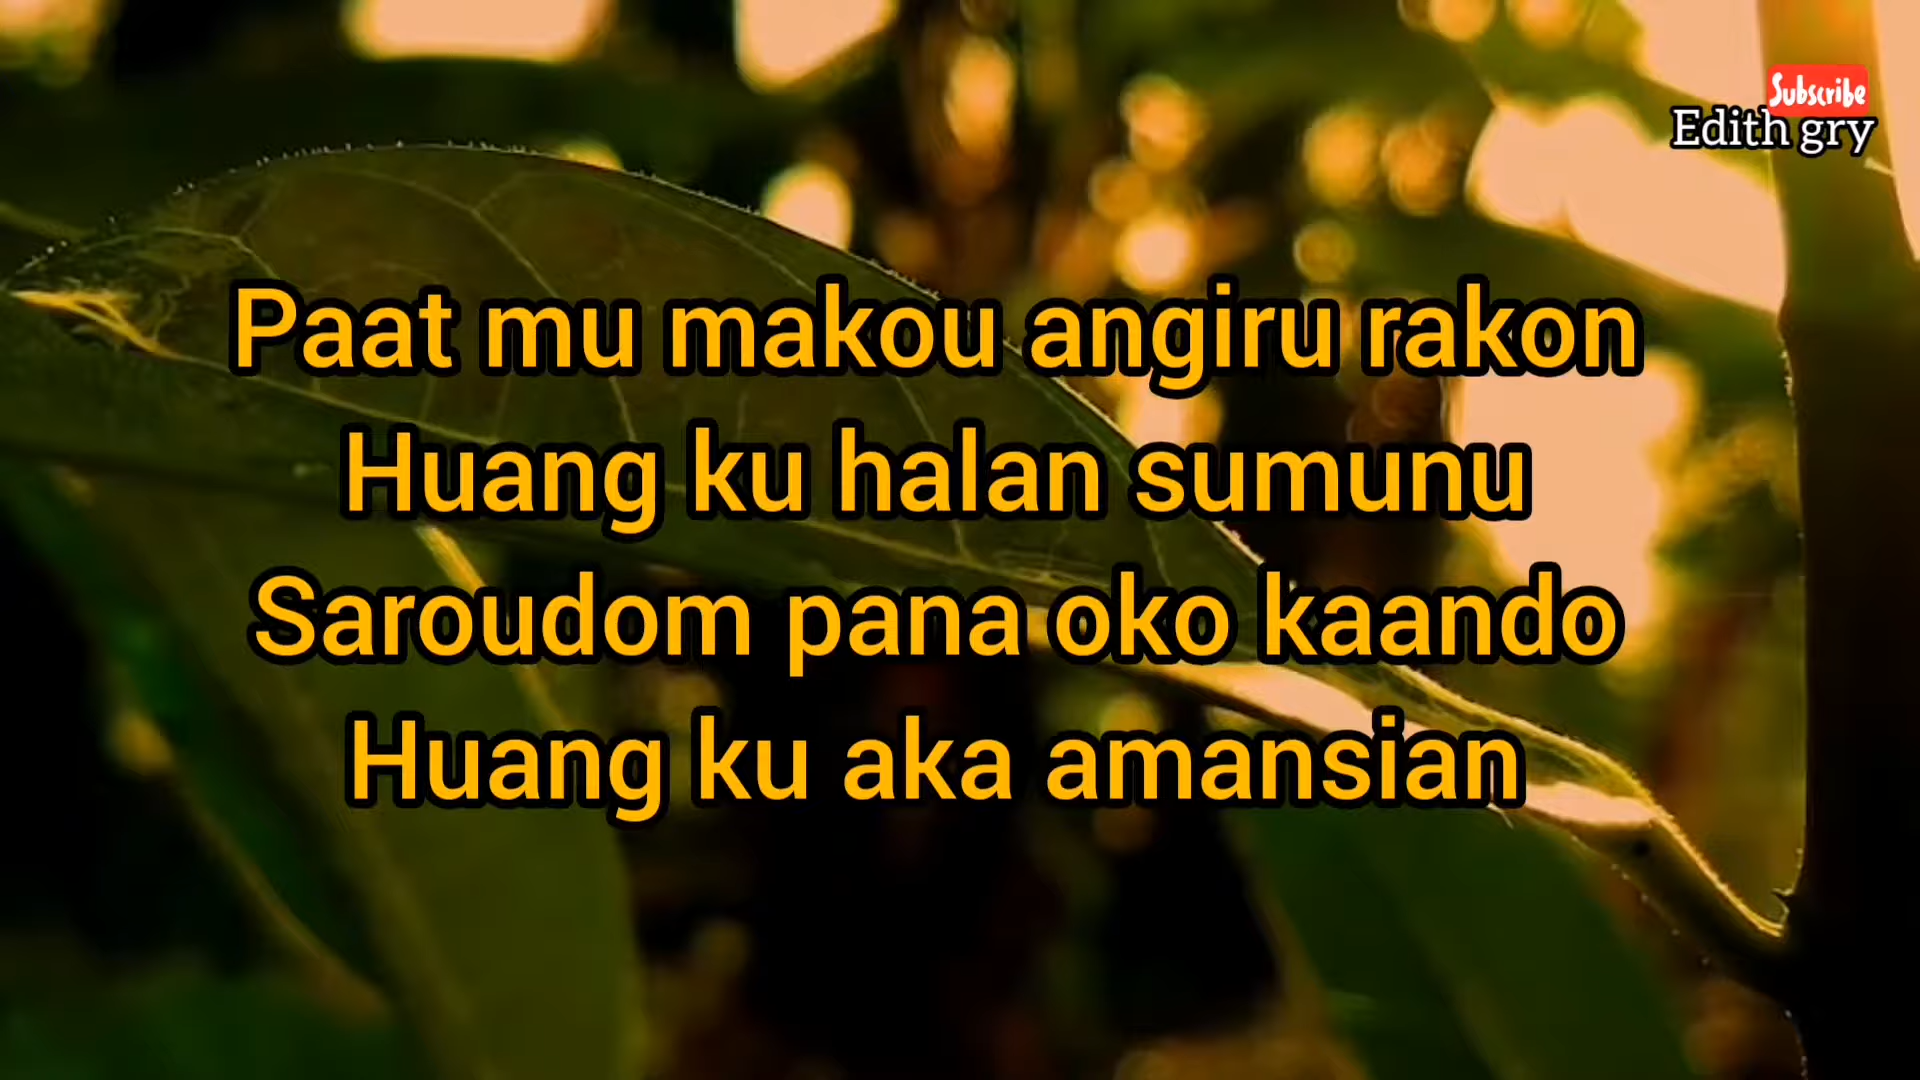 Subscribe
Edith gry
Paat mu makou angiru rakon
Huang ku halan sumunu
Saroudom pana oko kaando
Huang ku aka amansian